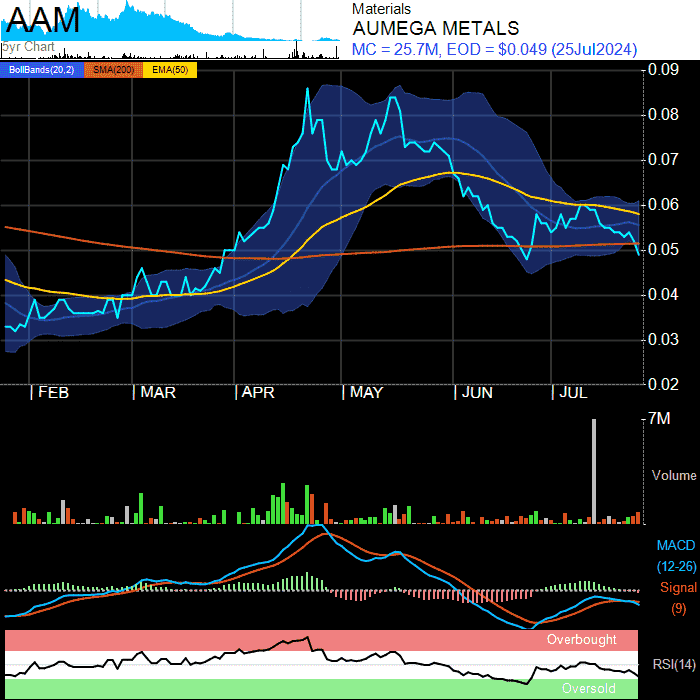 AAM
Materials
AUMEGA METALS
MC = 25.7M, EOD = $0.049 (25Jul2024)
5yr Chart
BollBands(20,2) SMA(200) EMA(50)
0.09
0.08
0.07
0.06
0.05
0.04
0.03
0.02
| FEB | MAR | APR | MAY | JUN | JUL
7M
Volume
MACD
(12-26)
Signal
(9)
Overbought
RSI(14)
Oversold